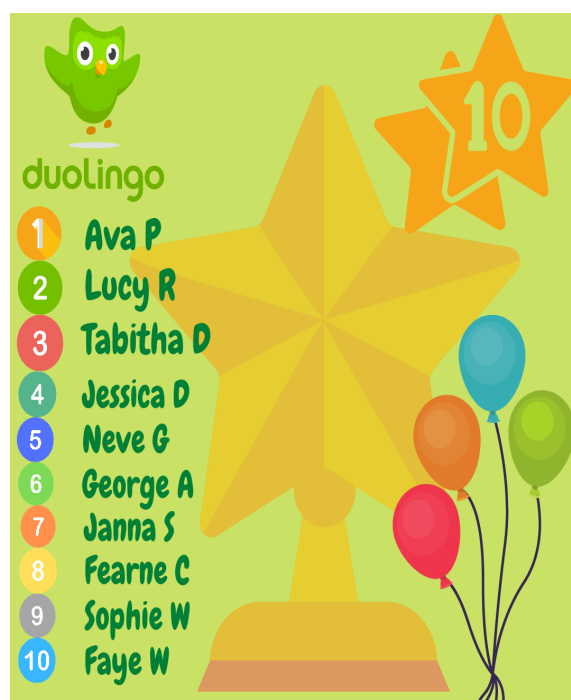 10
duolingo
1 Ava P
2 Lucy R
3 Tabitha D
4 Jessica D
5 Neve G
6 George A
7 Janna S
8 Fearne C
9 Sophie W
10 Faye W